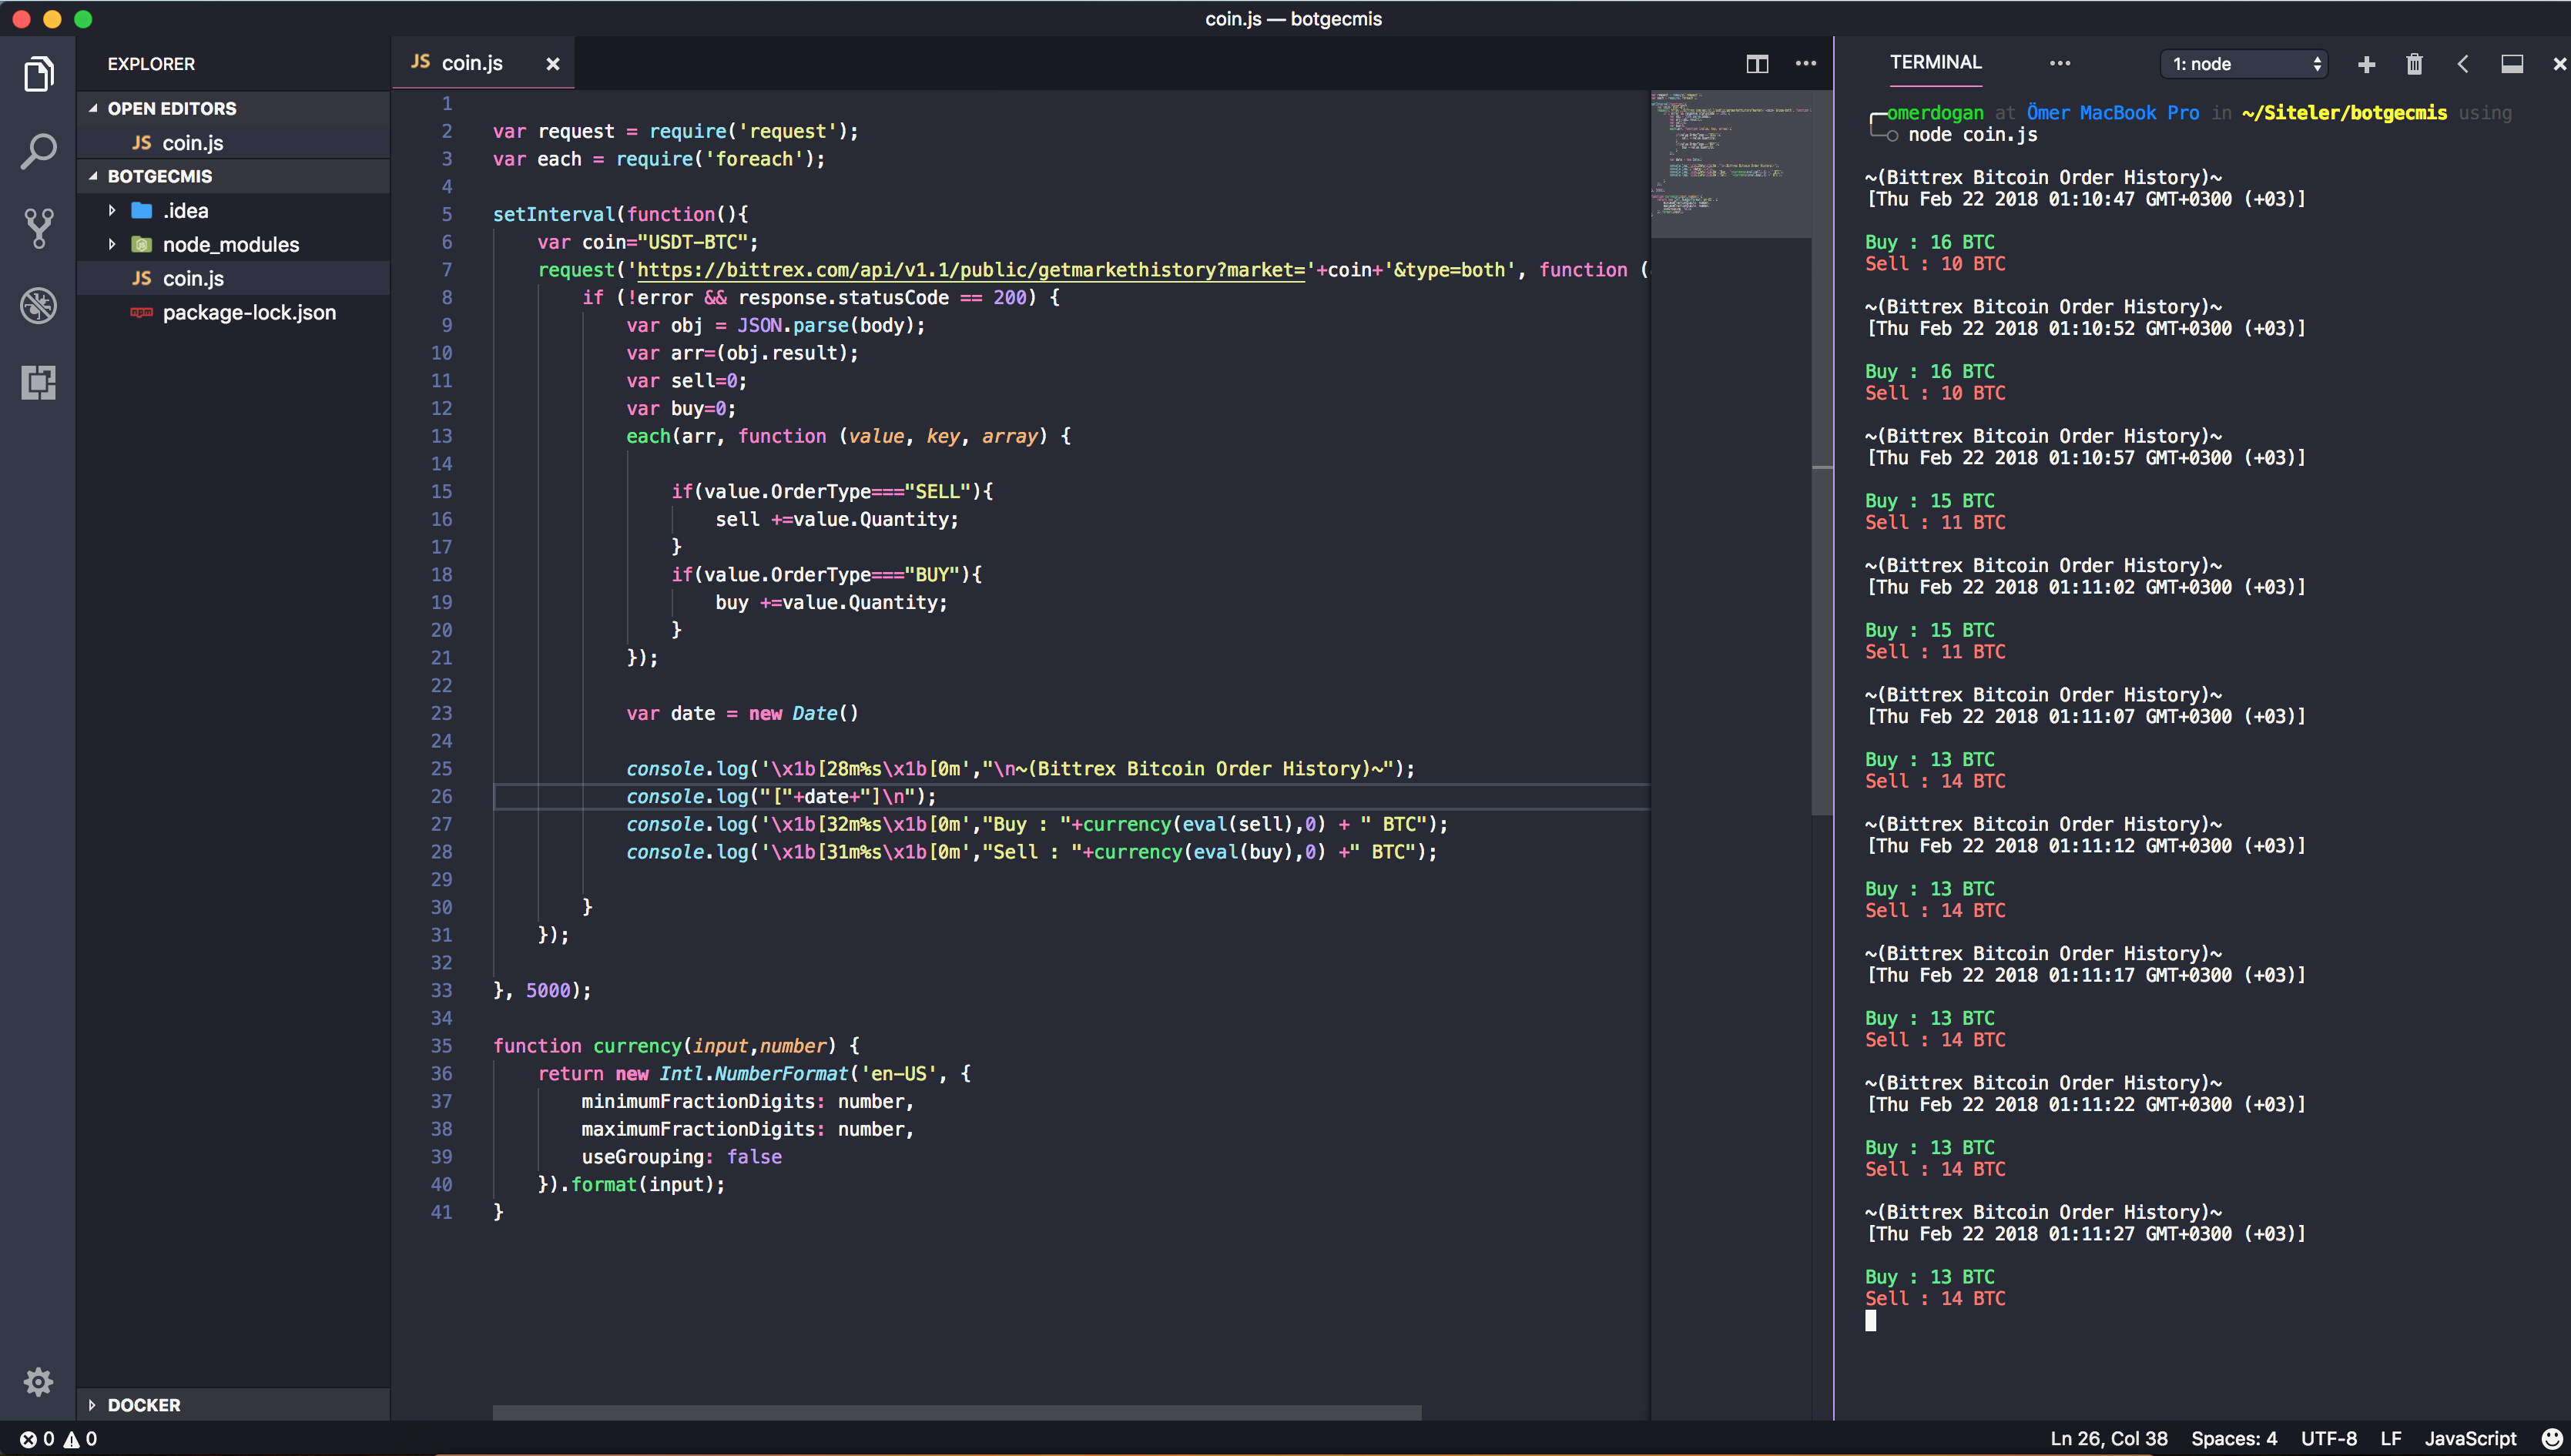 coin.js — botgecmis
EXPLORER
OPEN EDITORS
JS coin.js
BOTGECMIS
.idea
node_modules
JS coin.js
npm package-lock.json
DOCKER
JS coin.js ×
1
2 var request = require('request');
3 var each = require('foreach');
4
5 setInterval(function(){
6 var coin="USDT-BTC";
7 request('https://bittrex.com/api/v1.1/public/getmarkethistory?market='+coin+'&type=both', function (
8 if (!error && response.statusCode == 200) {
9 var obj = JSON.parse(body);
10 var arr=(obj.result);
11 var sell=0;
12 var buy=0;
13 each(arr, function (value, key, array) {
14
15 if(value.OrderType==="SELL"){
16 sell +=value.Quantity;
17 }
18 if(value.OrderType==="BUY"){
19 buy +=value.Quantity;
20 }
21 });
22
23 var date = new Date()
24
25 console.log('\x1b[28m%s\x1b[0m',"\n~(Bittrex Bitcoin Order History)~");
26 console.log("["+date+"]\n");
27 console.log('\x1b[32m%s\x1b[0m',"Buy : "+currency(eval(sell),0) + " BTC");
28 console.log('\x1b[31m%s\x1b[0m',"Sell : "+currency(eval(buy),0) +" BTC");
29
30 }
31 });
32
33 }, 5000);
34
35 function currency(input,number) {
36 return new Intl.NumberFormat('en-US', {
37 minimumFractionDigits: number,
38 maximumFractionDigits: number,
39 useGrouping: false
40 }).format(input);
41 }
TERMINAL
1: node
omerdogan at Ömer MacBook Pro in ~/Siteler/botgecmis using
node coin.js
~(Bittrex Bitcoin Order History)~
[Thu Feb 22 2018 01:10:47 GMT+0300 (+03)]
Buy : 16 BTC
Sell : 10 BTC
~(Bittrex Bitcoin Order History)~
[Thu Feb 22 2018 01:10:52 GMT+0300 (+03)]
Buy : 16 BTC
Sell : 10 BTC
~(Bittrex Bitcoin Order History)~
[Thu Feb 22 2018 01:10:57 GMT+0300 (+03)]
Buy : 15 BTC
Sell : 11 BTC
~(Bittrex Bitcoin Order History)~
[Thu Feb 22 2018 01:11:02 GMT+0300 (+03)]
Buy : 15 BTC
Sell : 11 BTC
~(Bittrex Bitcoin Order History)~
[Thu Feb 22 2018 01:11:07 GMT+0300 (+03)]
Buy : 13 BTC
Sell : 14 BTC
~(Bittrex Bitcoin Order History)~
[Thu Feb 22 2018 01:11:12 GMT+0300 (+03)]
Buy : 13 BTC
Sell : 14 BTC
~(Bittrex Bitcoin Order History)~
[Thu Feb 22 2018 01:11:17 GMT+0300 (+03)]
Buy : 13 BTC
Sell : 14 BTC
~(Bittrex Bitcoin Order History)~
[Thu Feb 22 2018 01:11:22 GMT+0300 (+03)]
Buy : 13 BTC
Sell : 14 BTC
~(Bittrex Bitcoin Order History)~
[Thu Feb 22 2018 01:11:27 GMT+0300 (+03)]
Buy : 13 BTC
Sell : 14 BTC
0 0
Ln 26, Col 38 Spaces: 4 UTF-8 LF JavaScript